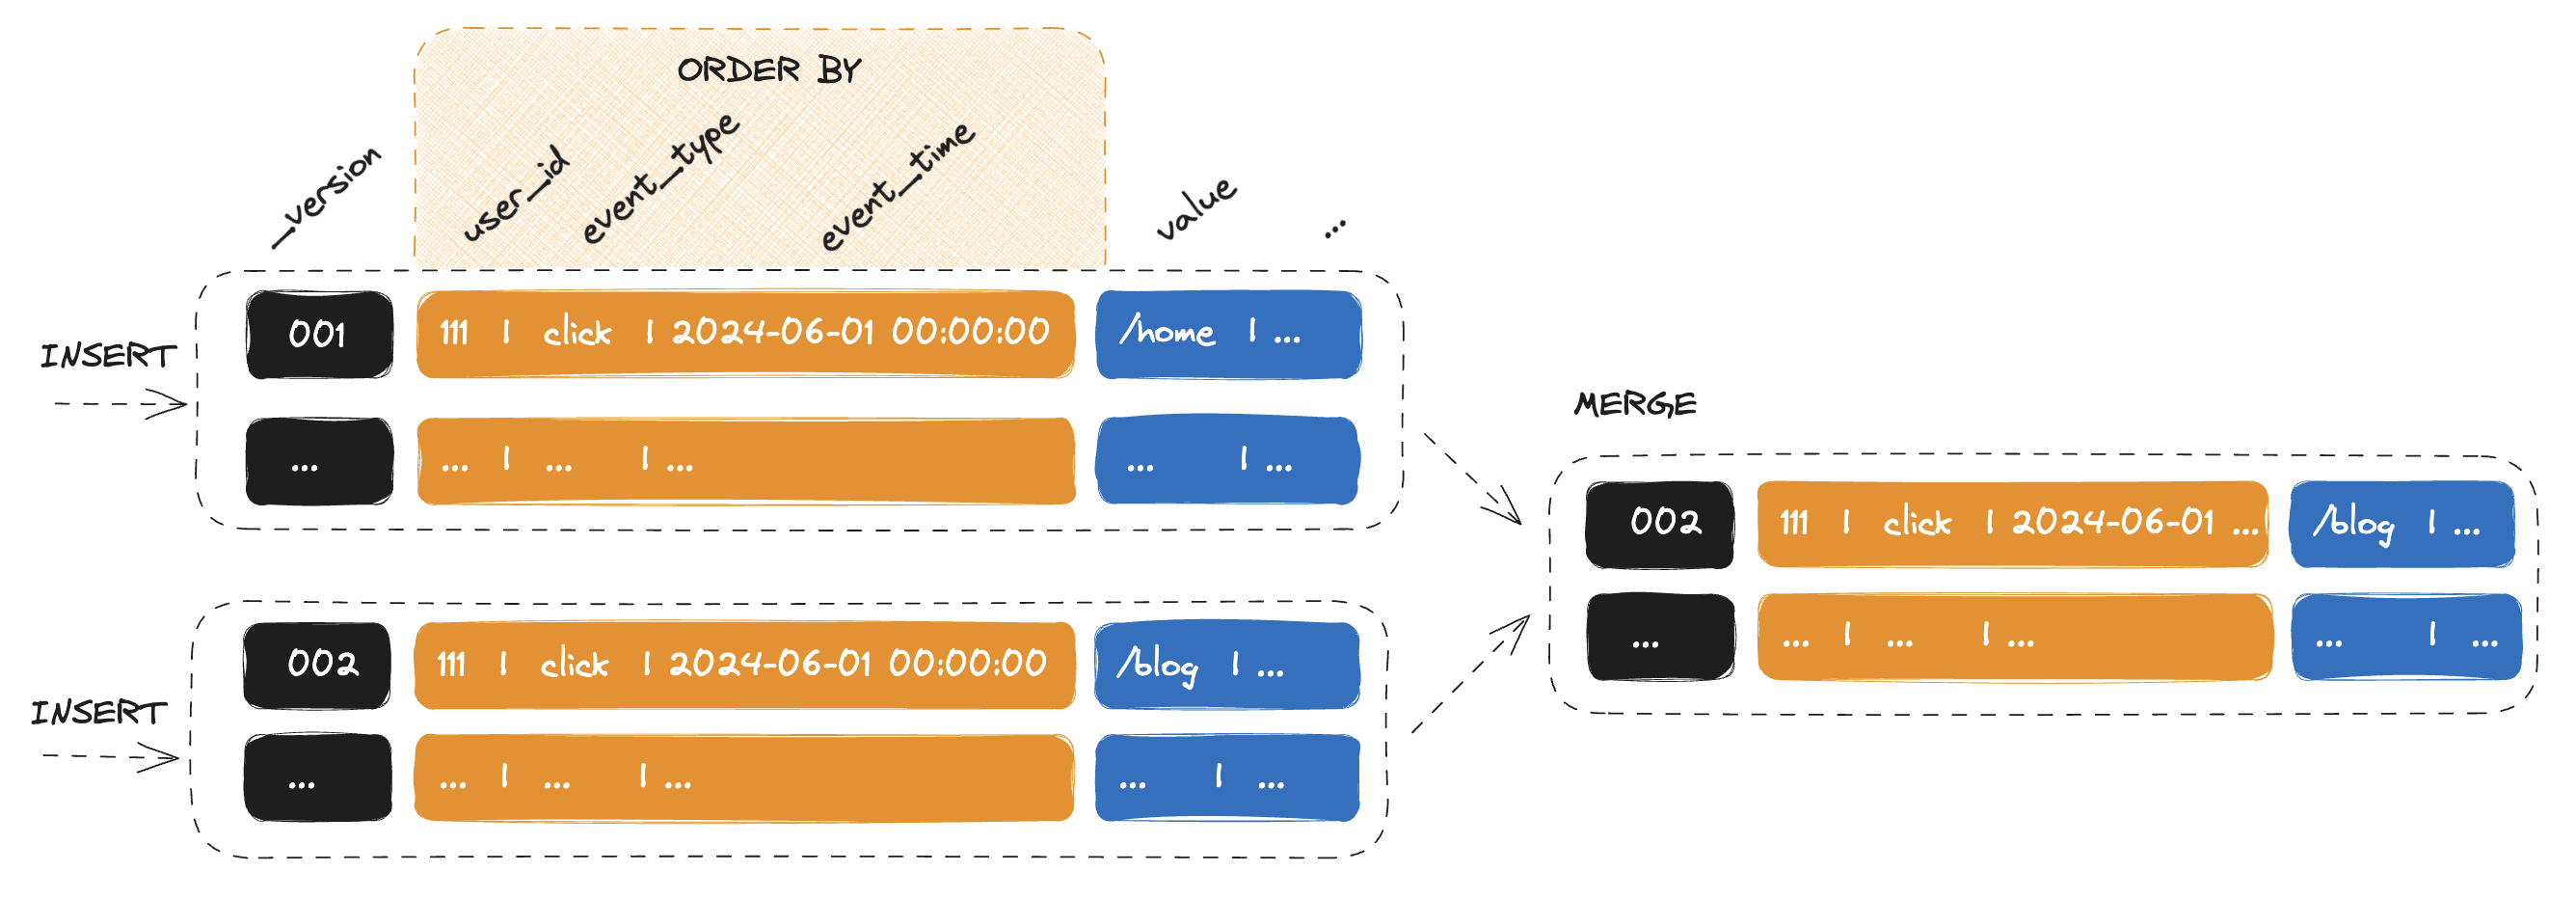 ORDER BY
_version
user_id
event_type
event_time
value
...
INSERT
001
111 | click | 2024-06-01 00:00:00
/home | ...
...
... | ... | ...
... | ...
INSERT
002
111 | click | 2024-06-01 00:00:00
/blog | ...
...
... | ... | ...
... | ...
MERGE
002
111 | click | 2024-06-01 ...
/blog | ...
...
... | ... | ...
... | ...